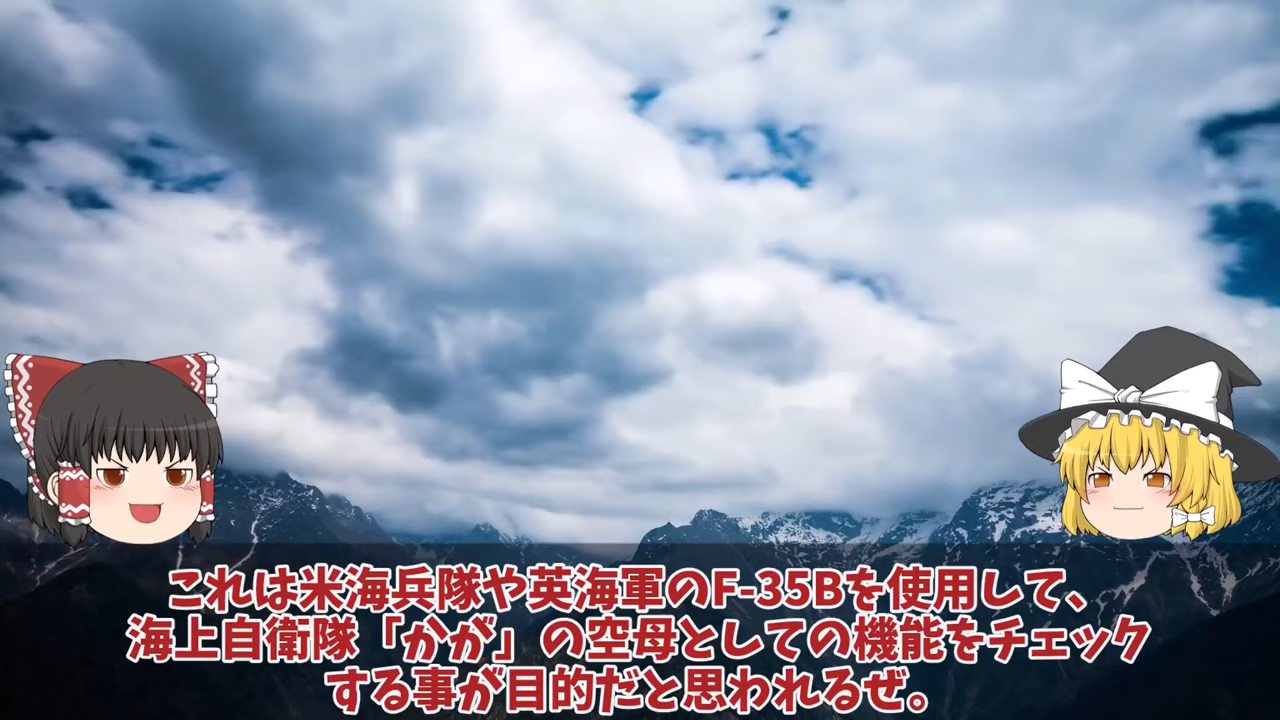 これは米海兵隊や英海軍のF-35Bを使用して、
海上自衛隊「かが」の空母としての機能をチェック
する事が目的だと思われるぜ。